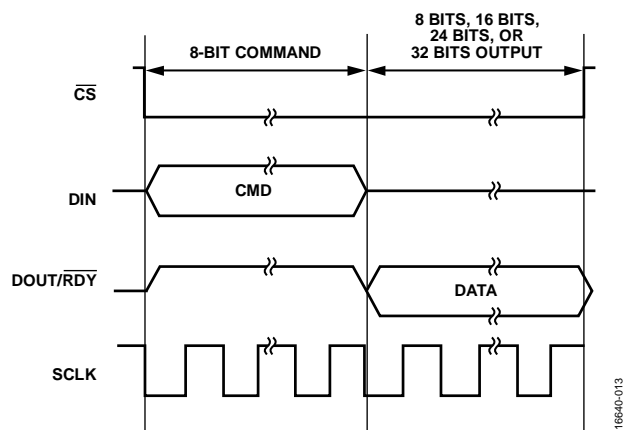 8 BITS, 16 BITS,
24 BITS, OR
8-BIT COMMAND
32 BITS OUTPUT
CS
DIN
CMD
DOUT/RDY
DATA
SCLK
16640-013